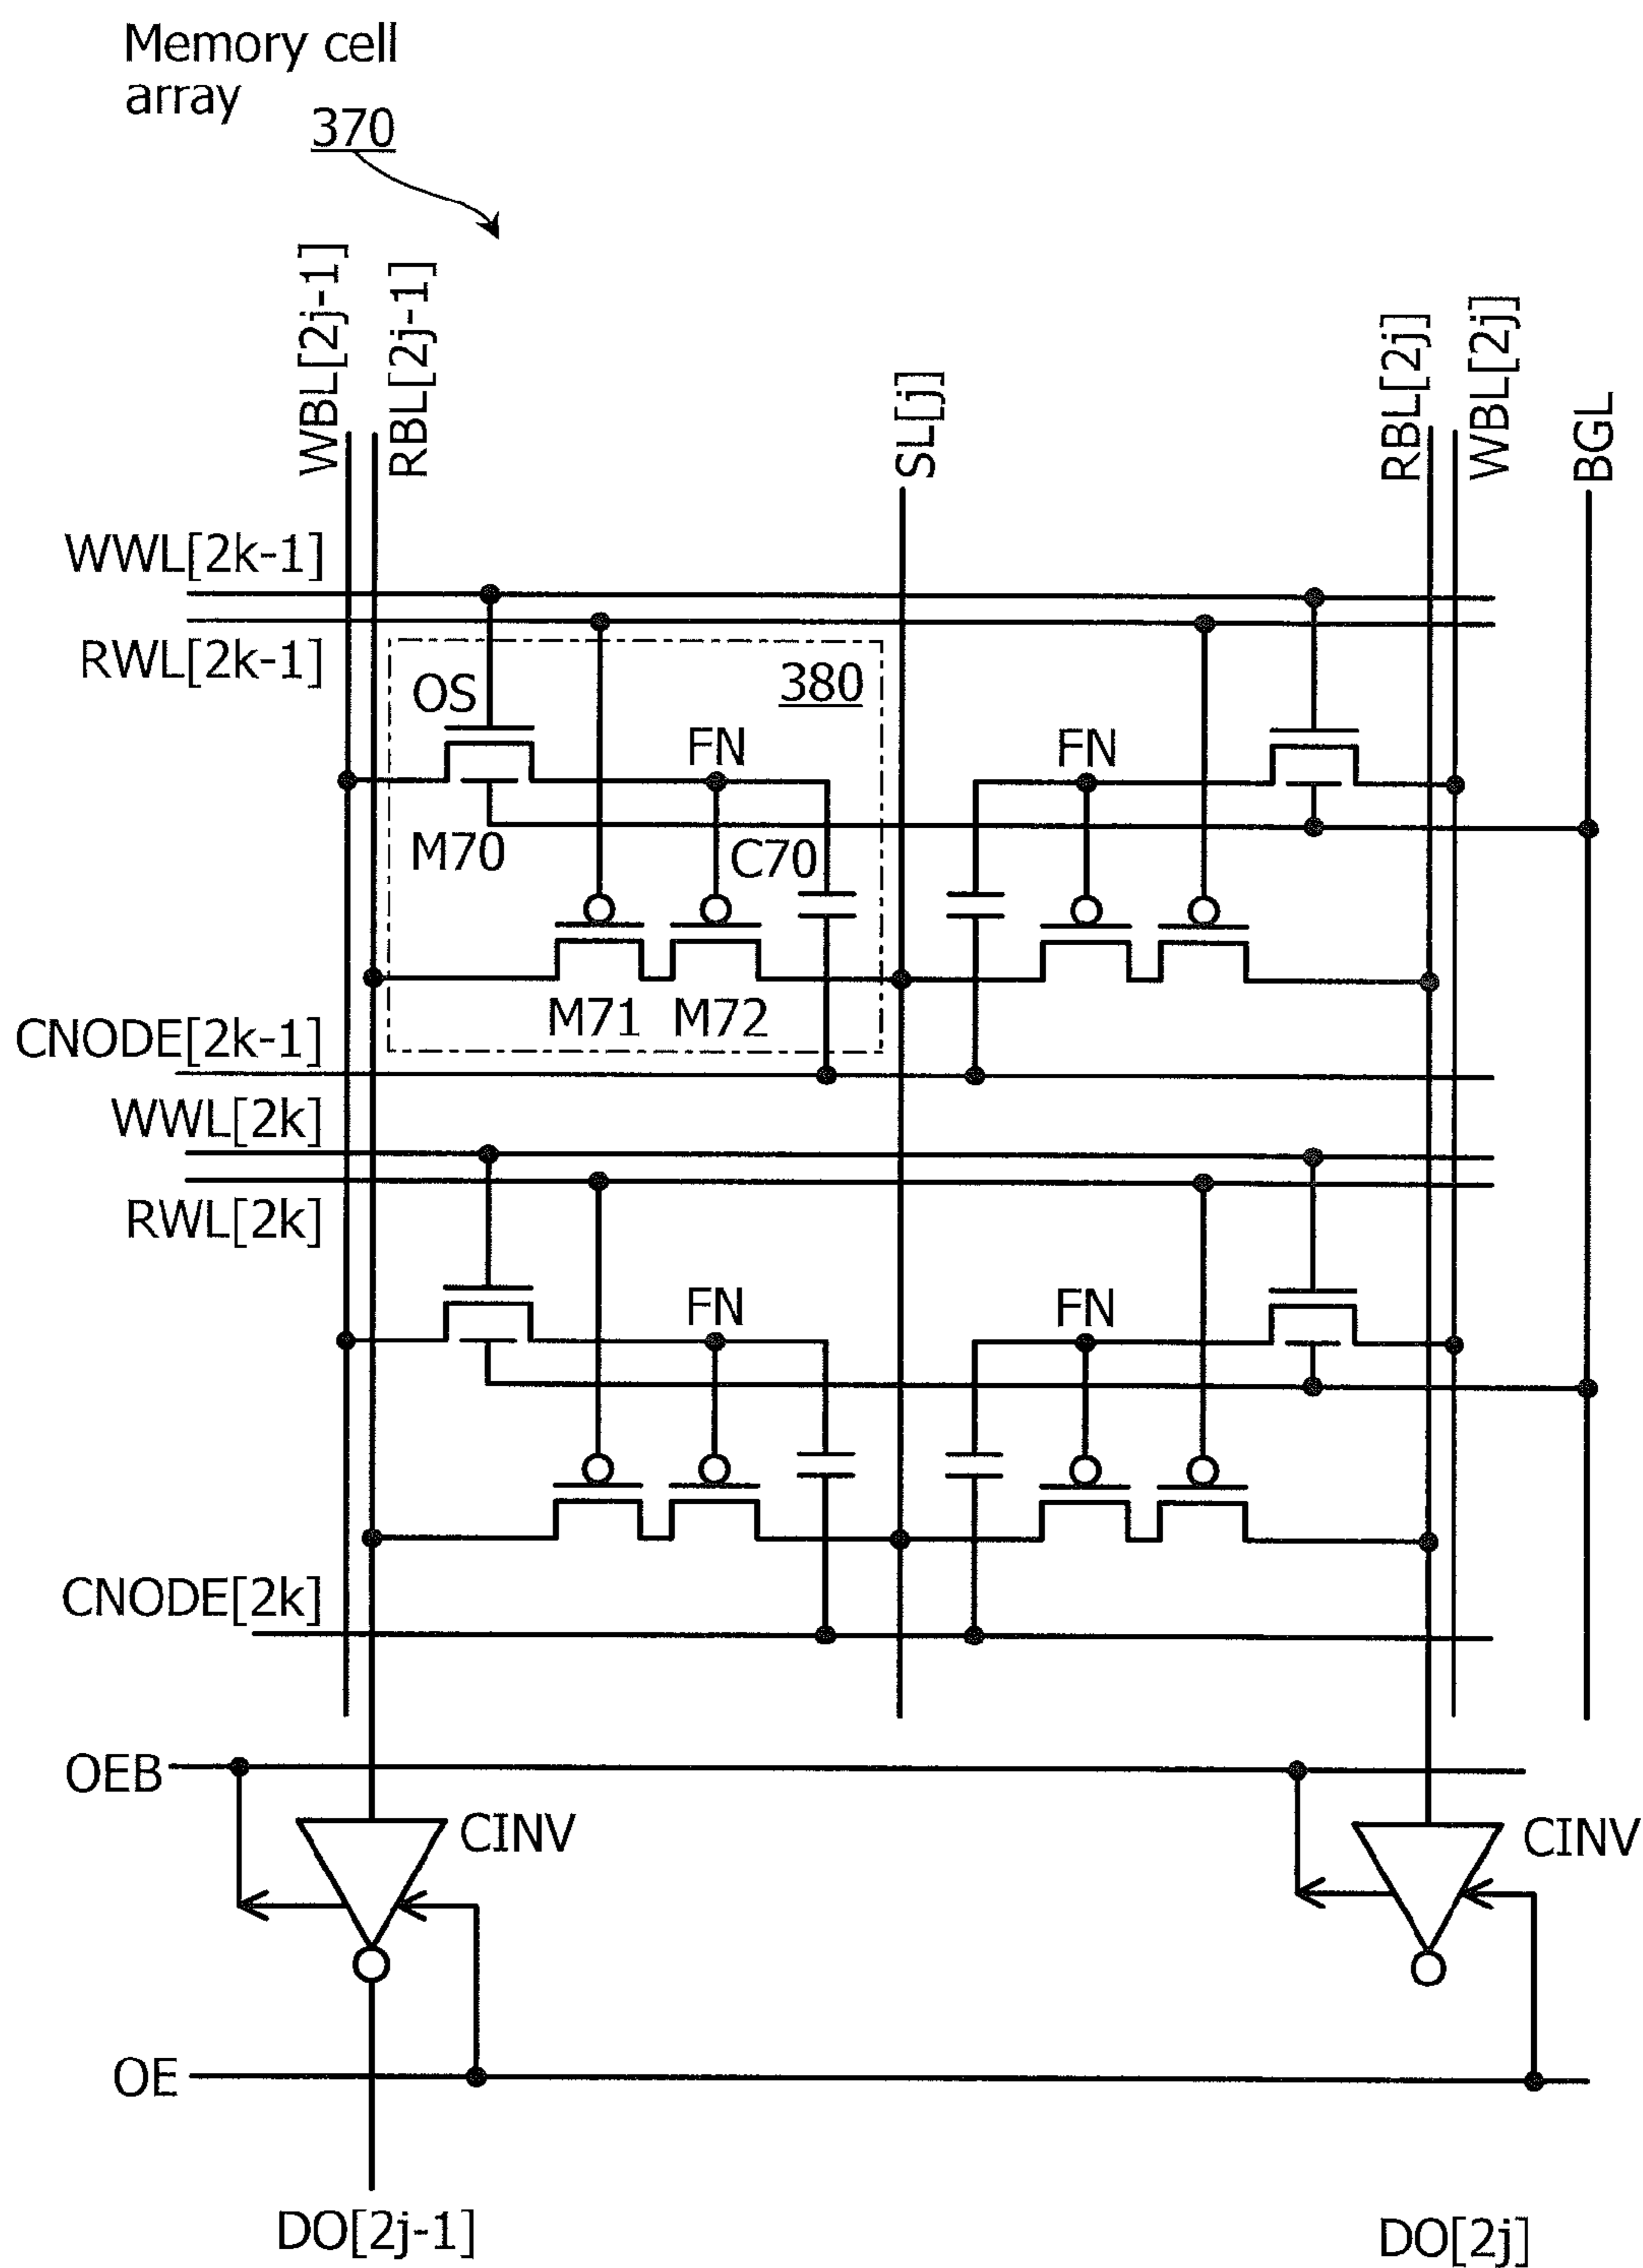 Memory cell
array
370
WBL[2j-1]
RBL[2j-1]
SL[j]
RBL[2j]
WBL[2j]
BGL
WWL[2k-1]
RWL[2k-1]
OS
380
FN
FN
M70
C70
M71
M72
CNODE[2k-1]
WWL[2k]
RWL[2k]
FN
FN
CNODE[2k]
OEB
CINV
CINV
OE
DO[2j-1]
DO[2j]